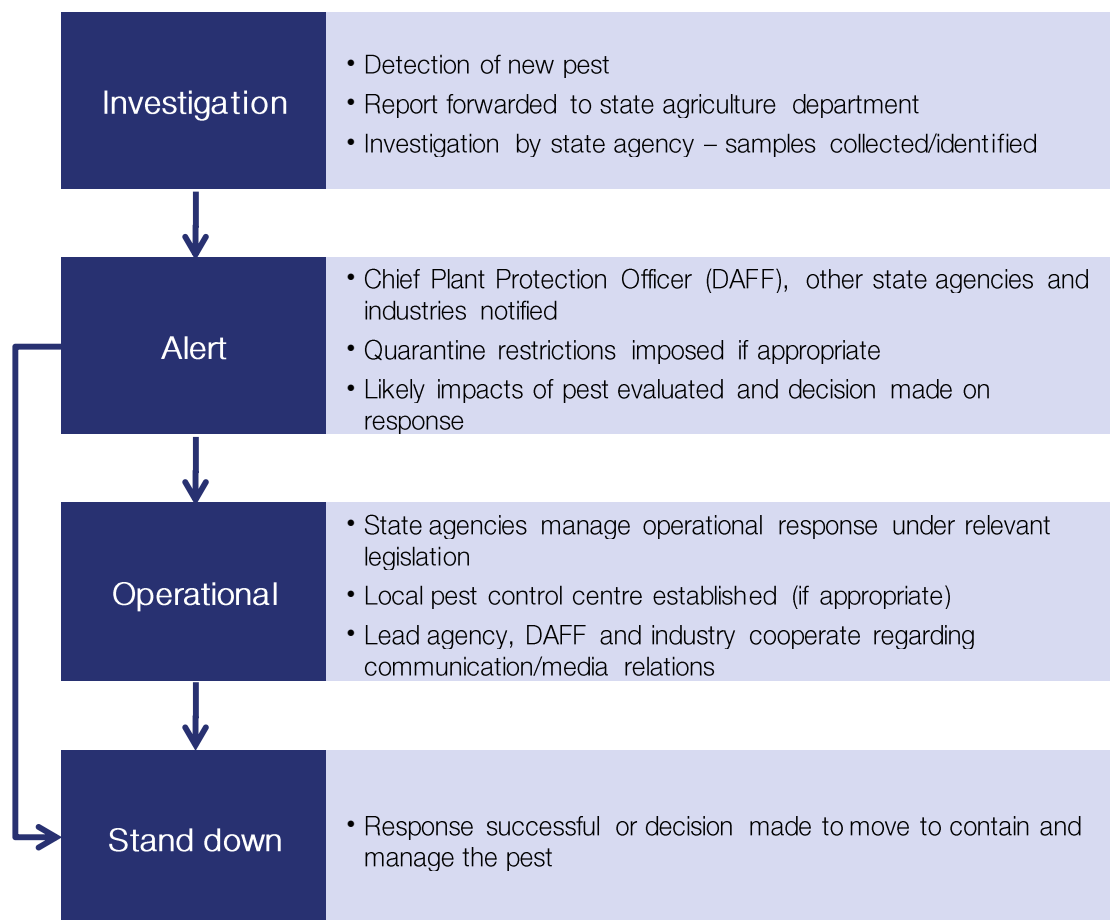 Investigation
• Detection of new pest
• Report forwarded to state agriculture department
• Investigation by state agency – samples collected/identified
Alert
• Chief Plant Protection Officer (DAFF), other state agencies and
industries notified
• Quarantine restrictions imposed if appropriate
• Likely impacts of pest evaluated and decision made on
response
Operational
• State agencies manage operational response under relevant
legislation
• Local pest control centre established (if appropriate)
• Lead agency, DAFF and industry cooperate regarding
communication/media relations
Stand down
• Response successful or decision made to move to contain and
manage the pest